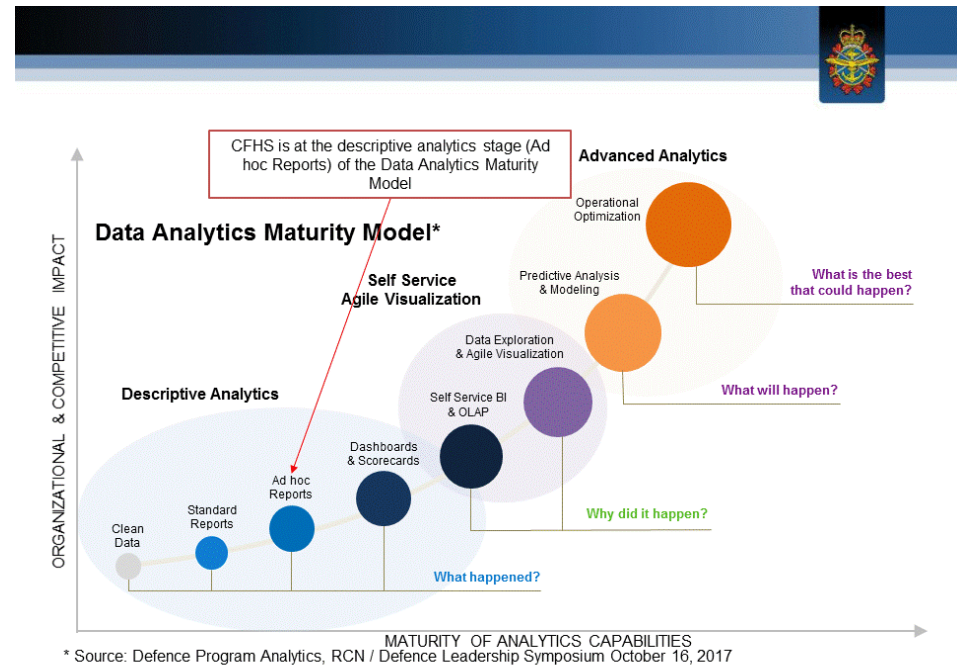 CFHS is at the descriptive analytics stage (Ad
hoc Reports) of the Data Analytics Maturity
Model
Advanced Analytics
Operational
Optimization
Data Analytics Maturity Model*
What is the best
that could happen?
Predictive Analysis
& Modeling
Self Service
Agile Visualization
Data Exploration
& Agile Visualization
What will happen?
Descriptive Analytics
Self Service BI
& OLAP
Dashboards
& Scorecards
Ad hoc
Reports
Standard
Reports
Clean
Data
Why did it happen?
What happened?
ORGANIZATIONAL & COMPETITIVE IMPACT
MATURITY OF ANALYTICS CAPABILITIES
* Source: Defence Program Analytics, RCN / Defence Leadership Symposium October 16, 2017